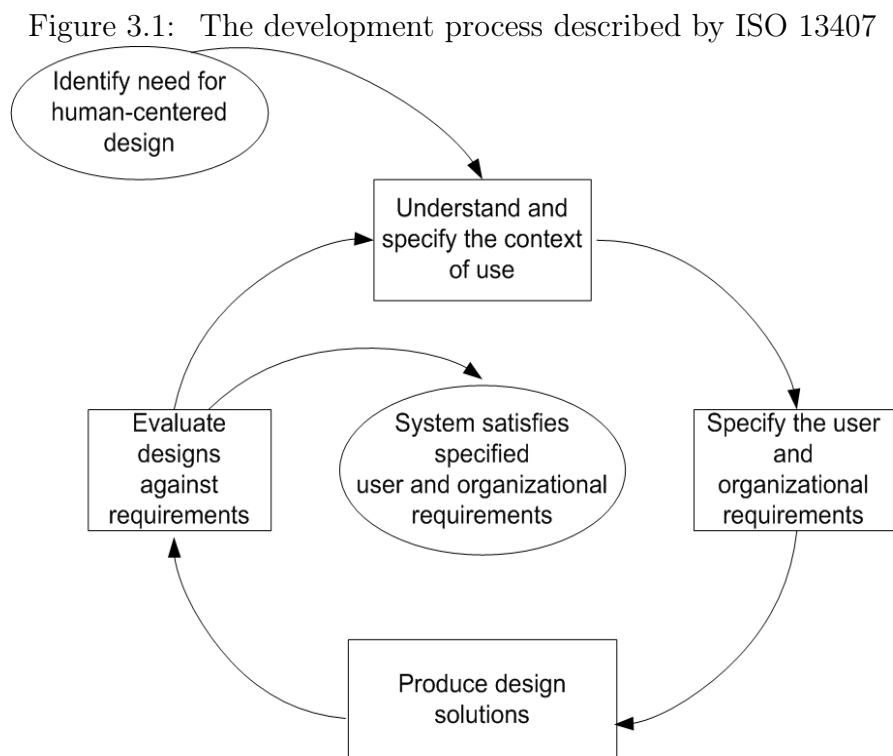 Figure 3.1: The development process described by ISO 13407
Identify need for
human-centered
design
Understand and
specify the context
of use
Evaluate
designs
against
requirements
System satisfies
specified
user and organizational
requirements
Specify the user
and
organizational
requirements
Produce design
solutions